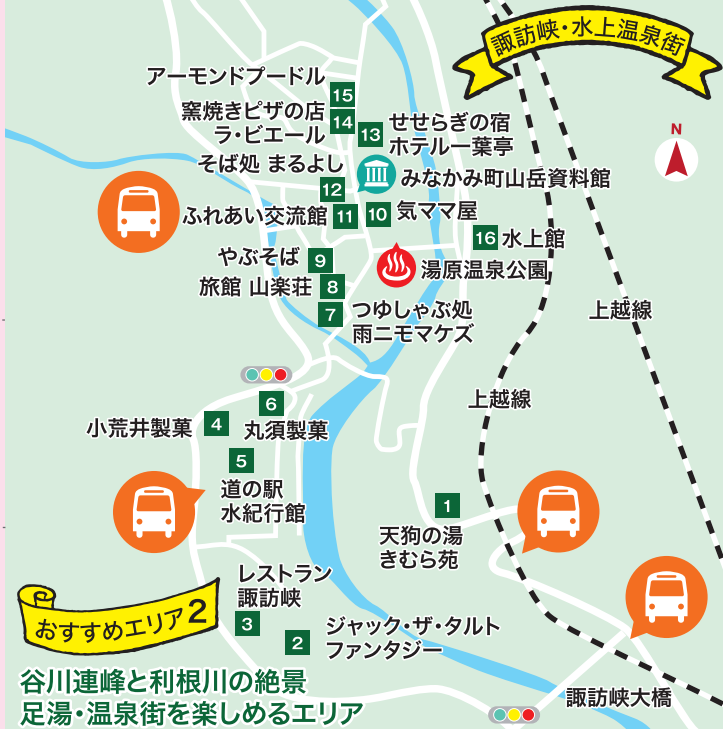 諏訪峡・水上温泉街
アーモンドプードル
15
窯焼きピザの店
ラ・ビエール
14
13
せせらぎの宿
ホテル一葉亭
N
そば処 まるよし
12
みなかみ町山岳資料館
ふれあい交流館
11
10
気ママ屋
16
水上館
やぶそば
9
湯原温泉公園
旅館 山楽荘
8
7
つゆしゃぶ処
雨ニモマケズ
上越線
上越線
6
丸須製菓
小荒井製菓
4
5
道の駅
水紀行館
1
天狗の湯
きむら苑
レストラン
諏訪峡
3
2
ジャック・ザ・タルト
ファンタジー
おすすめエリア2
谷川連峰と利根川の絶景
足湯・温泉街を楽しめるエリア
諏訪峡大橋